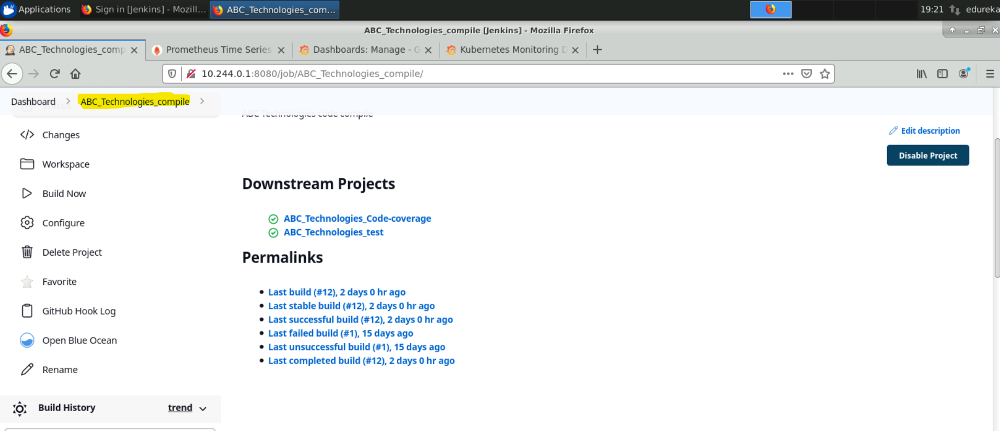 Applications
Sign in [Jenkins] - Mozill...
ABC_Technologies_com...
19:21
edureka
ABC_Technologies_compile [Jenkins] - Mozilla Firefox
ABC_Technologies_comp
Prometheus Time Series
Dashboards: Manage - G
Kubernetes Monitoring D
10.244.0.1:8080/job/ABC_Technologies_compile/
Dashboard
ABC_Technologies_compile
Status
ABC Technologies code compile
Changes
Edit description
Workspace
Disable Project
Downstream Projects
Build Now
ABC_Technologies_Code-coverage
Configure
ABC_Technologies_test
Delete Project
Permalinks
Favorite
Last build (#12), 2 days 0 hr ago
Last stable build (#12), 2 days 0 hr ago
GitHub Hook Log
Last successful build (#12), 2 days 0 hr ago
Last failed build (#1), 15 days ago
Open Blue Ocean
Last unsuccessful build (#1), 15 days ago
Last completed build (#12), 2 days 0 hr ago
Rename
Build History
trend